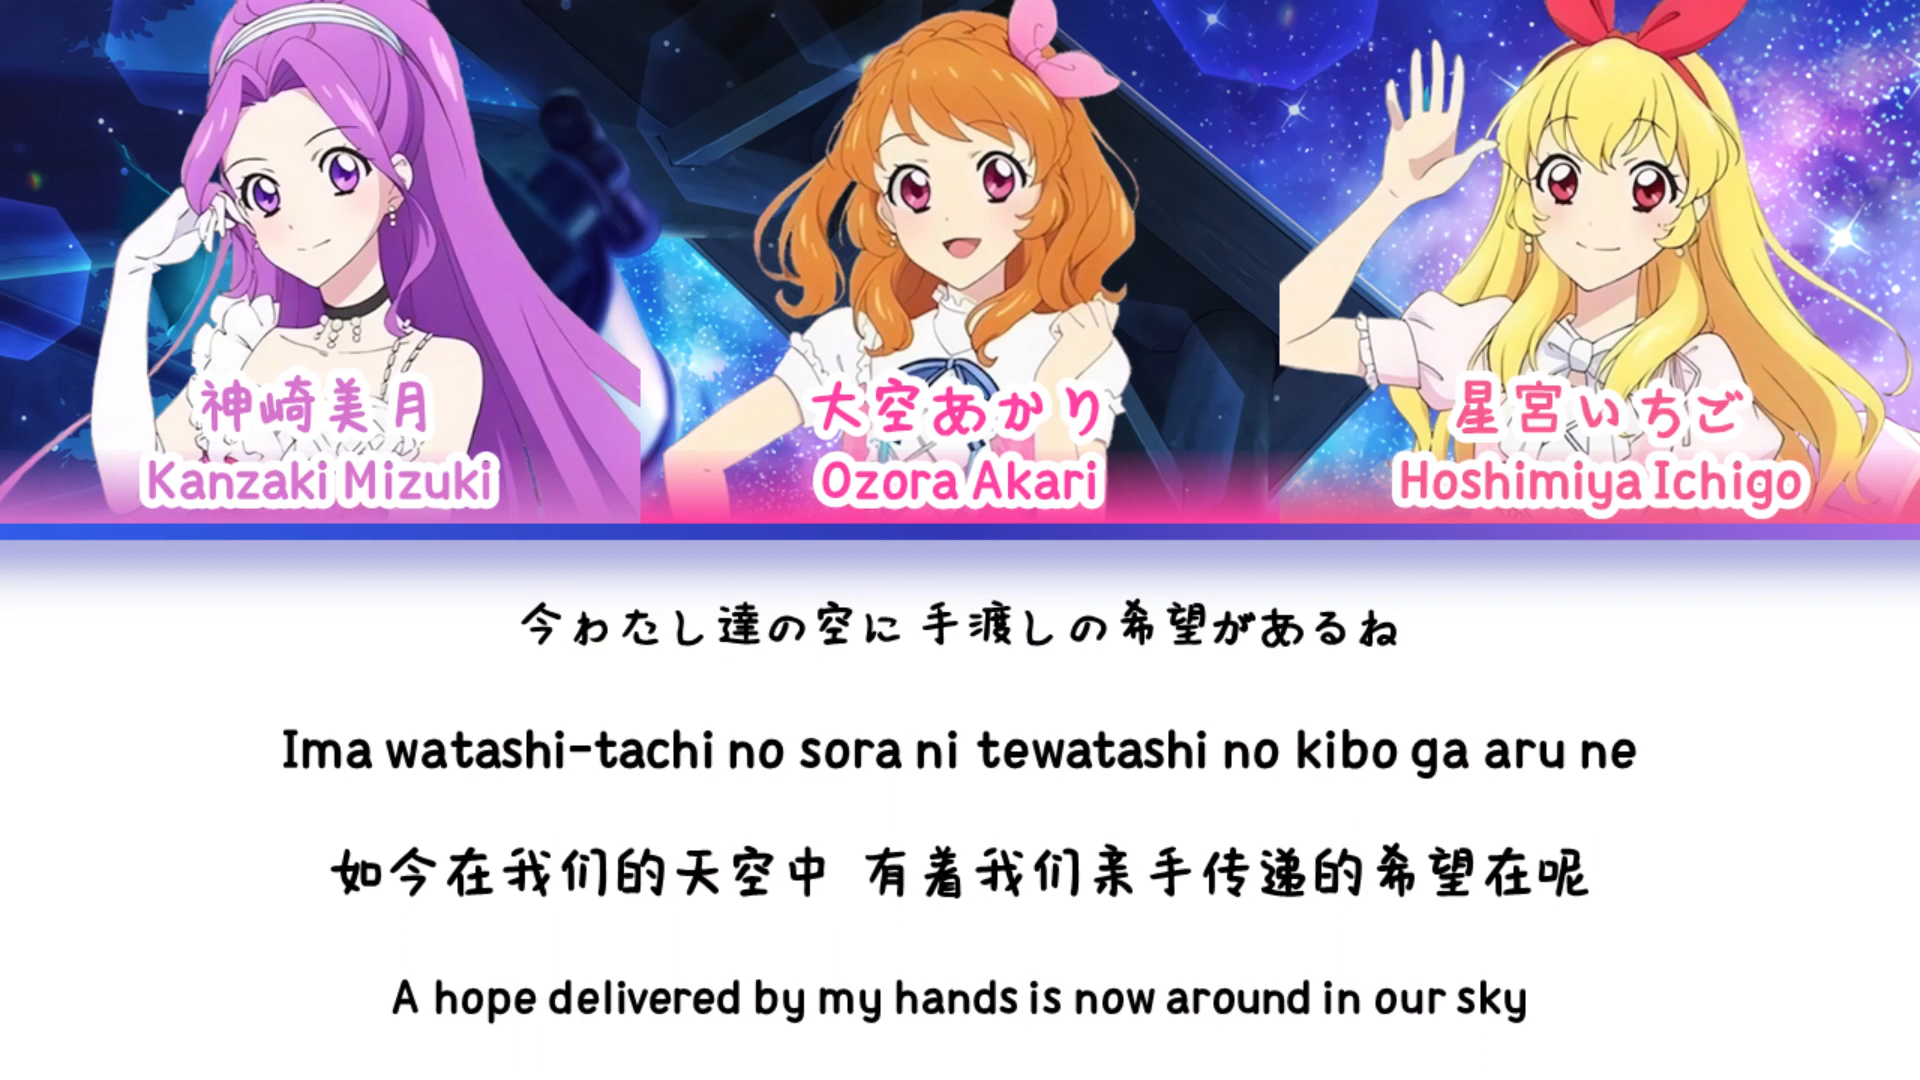 神崎美月
Kanzaki Mizuki
大空あかり
Ozora Akari
星宮いちご
Hoshimiya Ichigo
今わたし達の空に 手渡しの希望があるね
Ima watashi-tachi no sora ni tewatashi no kibo ga aru ne
如今在我们的天空中 有着我们亲手传递的希望在呢
A hope delivered by my hands is now around in our sky